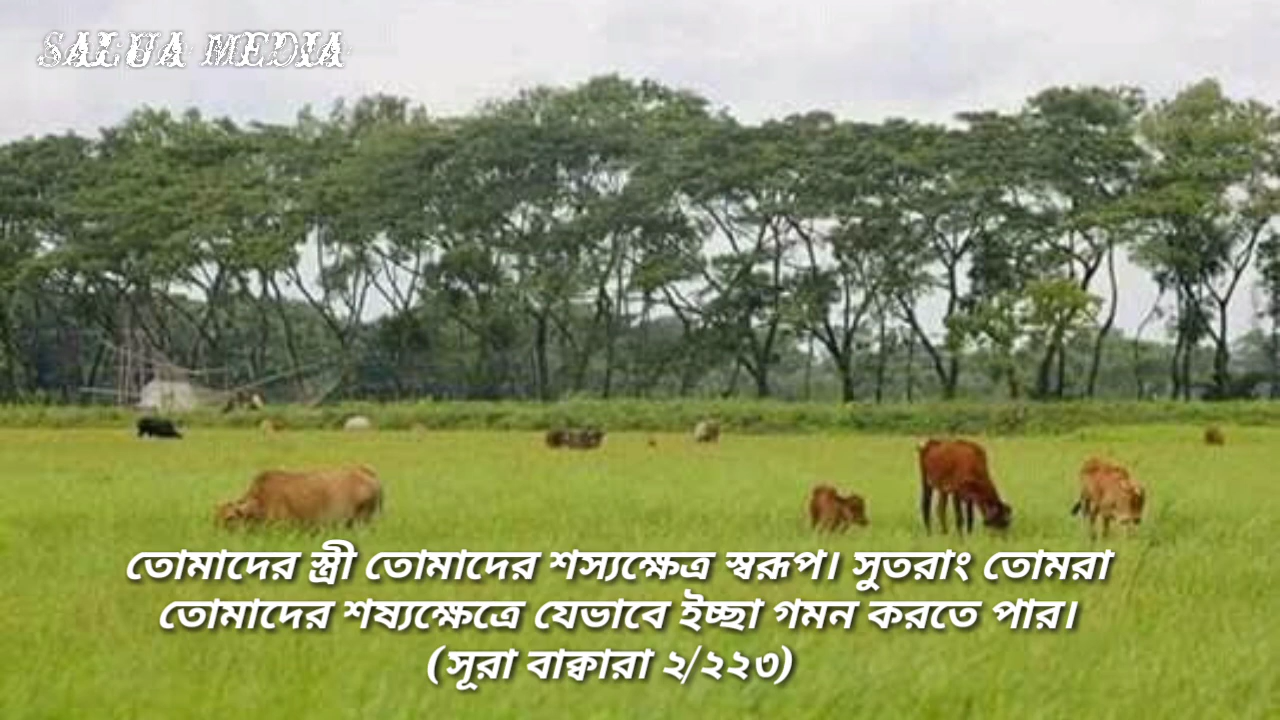 SALUA MEDIA
তোমাদের স্ত্রী তোমাদের শস্যক্ষেত্র স্বরূপ। সুতরাং তোমরা
তোমাদের শষ্যক্ষেত্রে যেভাবে ইচ্ছা গমন করতে পার।
(সূরা বাক্বারা ২/২২৩)